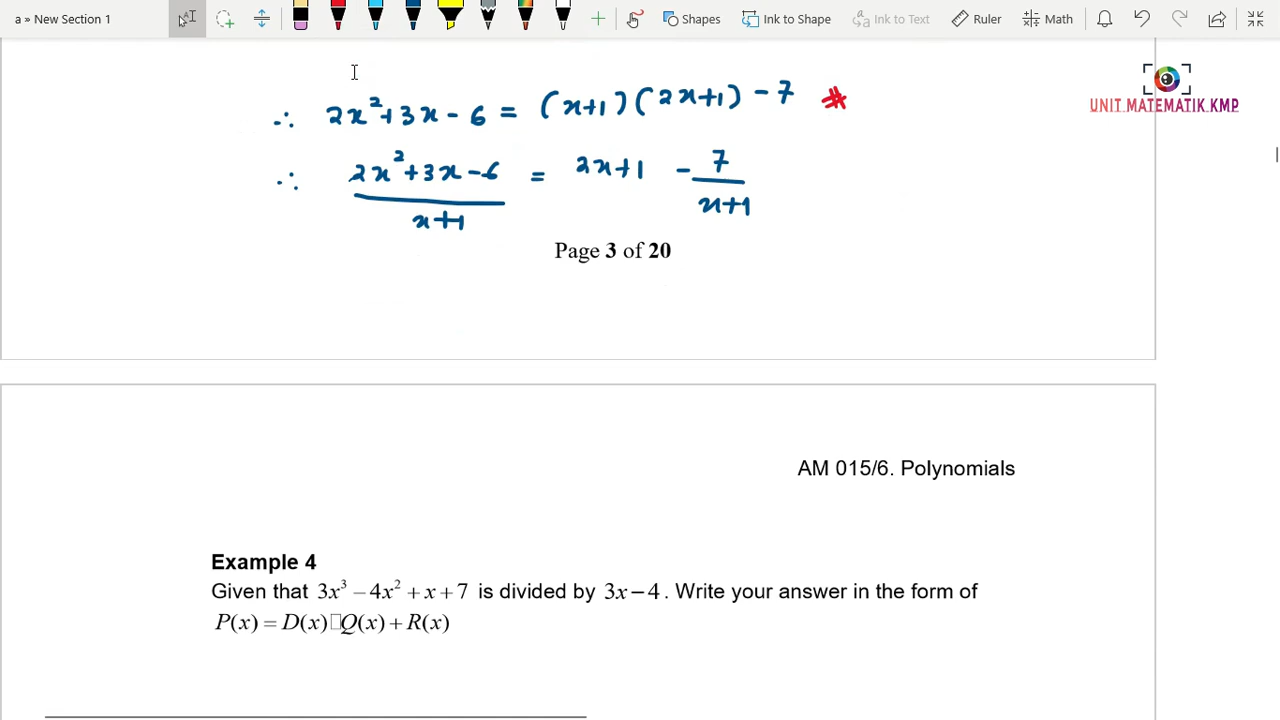 a » New Section 1 Shapes Ink to Shape Ink to Text Ruler Math
UNIT.MATEMATIK.KMP
∴ 2x²+3x-6 = (x+1)(2x+1) - 7 *
∴ (2x²+3x-6)/(x+1) = 2x+1 - 7/(x+1)
Page 3 of 20
AM 015/6. Polynomials
Example 4
Given that 3x³ – 4x² + x + 7 is divided by 3x – 4. Write your answer in the form of
P(x) = D(x)□Q(x) + R(x)